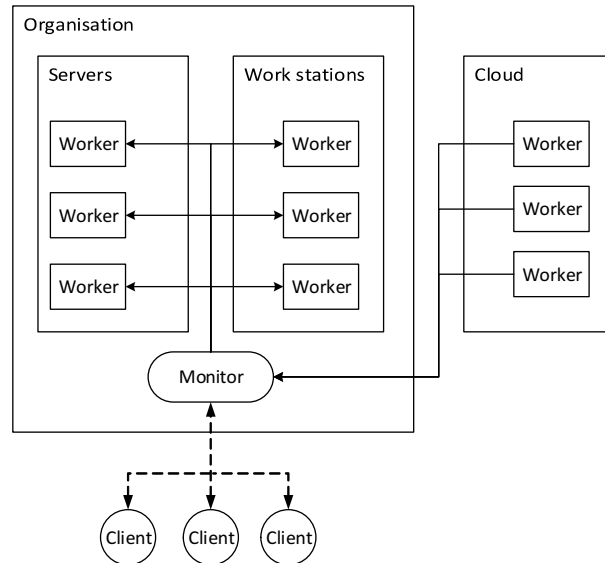 Organisation
Servers
Work stations
Cloud
Worker
Worker
Worker
Worker
Worker
Worker
Worker
Worker
Worker
Monitor
Client
Client
Client